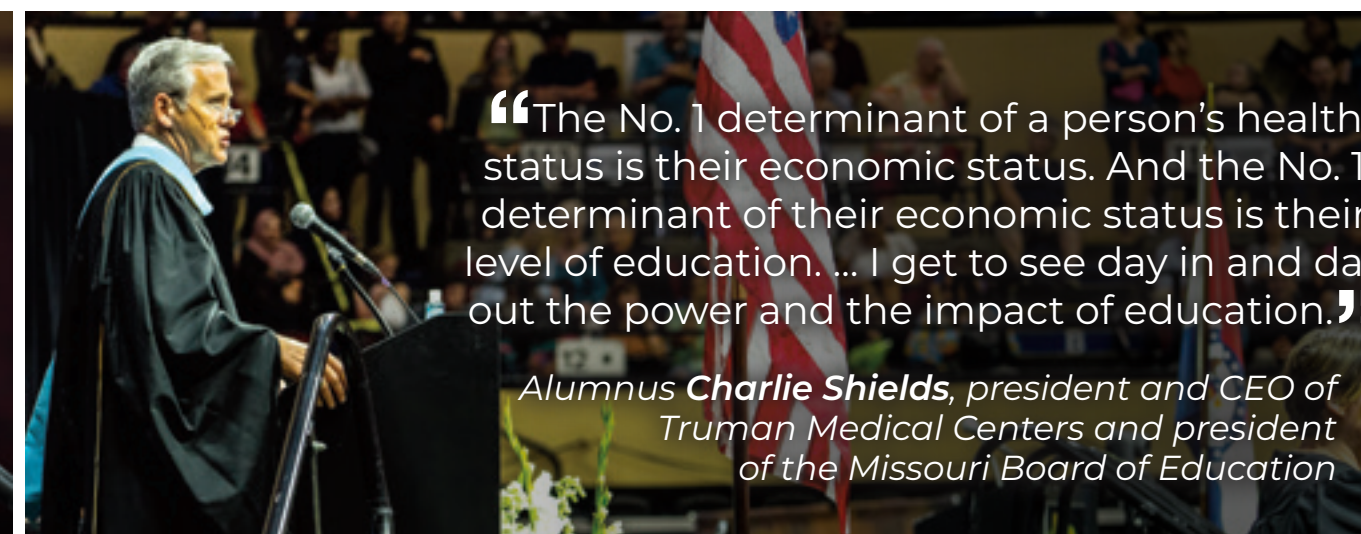 “The No. 1 determinant of a person’s health
status is their economic status. And the No. 1
determinant of their economic status is their
level of education. ... I get to see day in and da
out the power and the impact of education.”
Alumnus Charlie Shields, president and CEO of
Truman Medical Centers and president
of the Missouri Board of Education